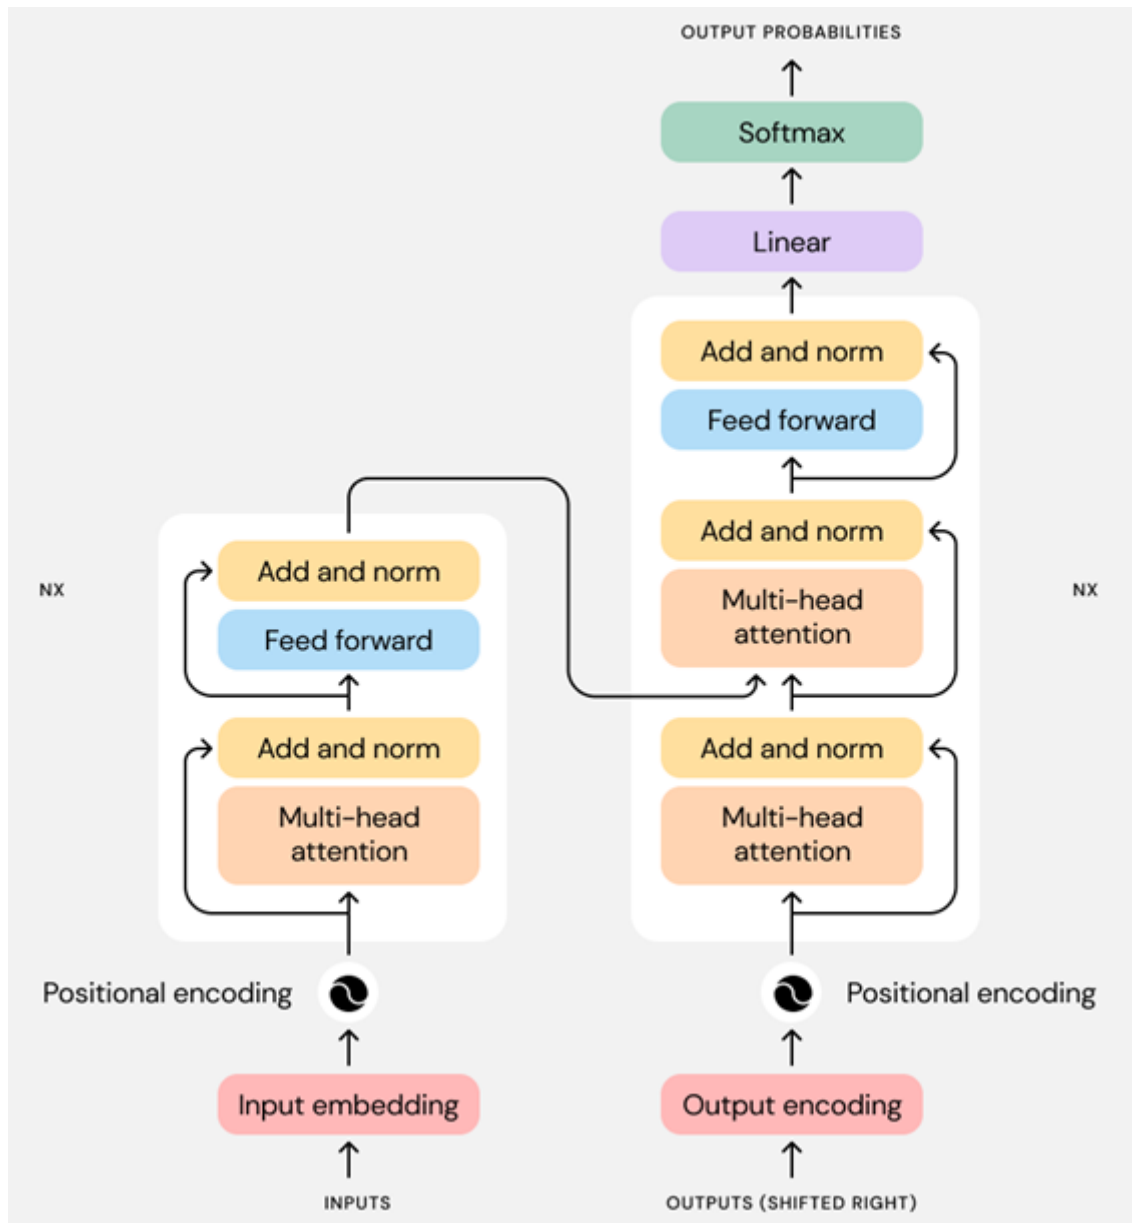 OUTPUT PROBABILITIES
Softmax
Linear
Add and norm
Feed forward
Add and norm
Multi-head
attention
Add and norm
Multi-head
attention
NX
Positional encoding
Output encoding
OUTPUTS (SHIFTED RIGHT)
NX
Add and norm
Feed forward
Add and norm
Multi-head
attention
Positional encoding
Input embedding
INPUTS